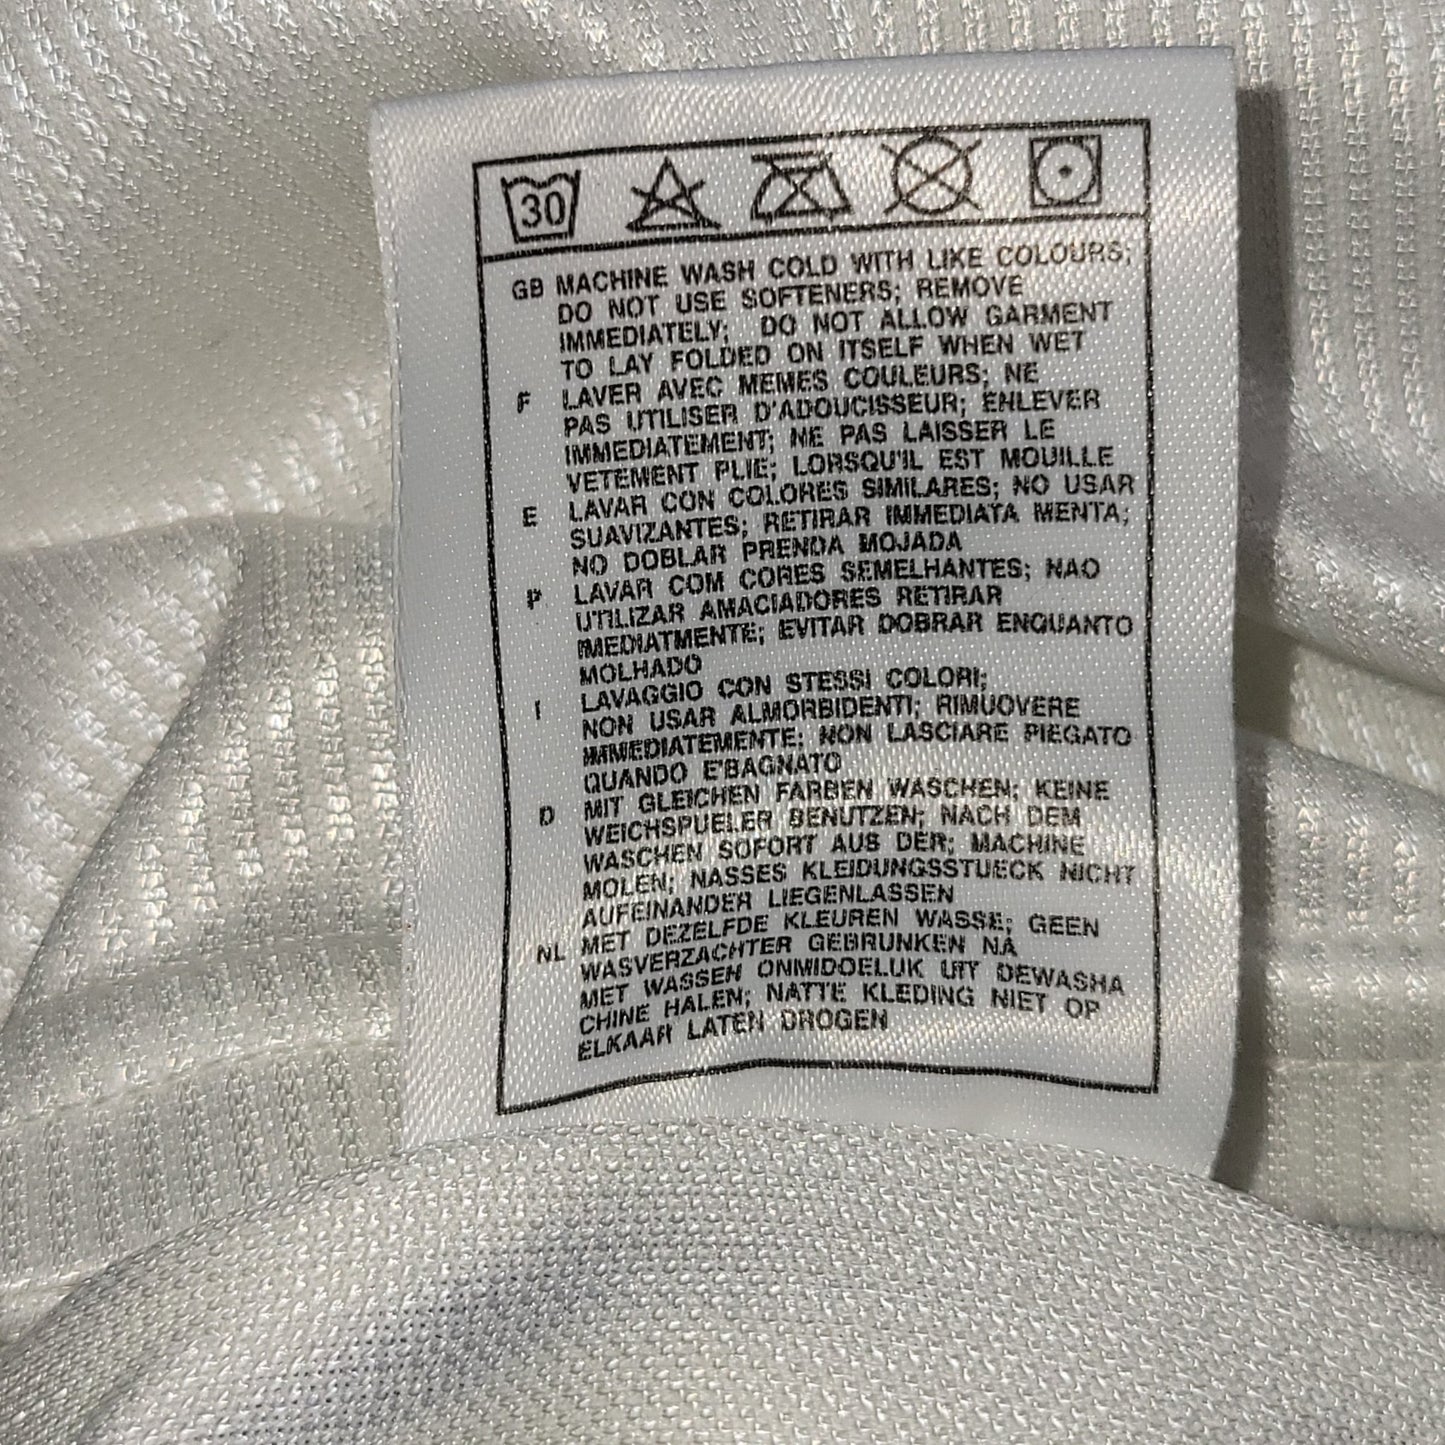 30
GB MACHINE WASH COLD WITH LIKE COLOURS;
DO NOT USE SOFTENERS; REMOVE
IMMEDIATELY; DO NOT ALLOW GARMENT
TO LAY FOLDED ON ITSELF WHEN WET
F LAVER AVEC MEMES COULEURS; NE
PAS UTILISER D'ADOUCISSEUR; ENLEVER
IMMEDIATEMENT; NE PAS LAISSER LE
VETEMENT PLIE; LORSQU'IL EST MOUILLE
E LAVAR CON COLORES SIMILARES; NO USAR
SUAVIZANTES; RETIRAR IMMEDIATA MENTA;
NO DOBLAR PRENDA MOJADA
P LAVAR COM CORES SEMELHANTES; NAO
UTILIZAR AMACIADORES RETIRAR
IMEDIATMENTE; EVITAR DOBRAR ENQUANTO
MOLHADO
I LAVAGGIO CON STESSI COLORI;
NON USAR ALMORBIDENTI; RIMUOVERE
IMMEDIATEMENTE; NON LASCIARE PIEGATO
QUANDO E'BAGNATO
D MIT GLEICHEN FARBEN WASCHEN; KEINE
WEICHSPUELER BENUTZEN; NACH DEM
WASCHEN SOFORT AUS DER; MACHINE
MOLEN; NASSES KLEIDUNGSSTUECK NICHT
AUFEINANDER LIEGENLASSEN
NL MET DEZELFDE KLEUREN WASSE; GEEN
WASVERZACHTER GEBRUNKEN NA
MET WASSEN ONMIDOELUK UIT DEWASHA
CHINE HALEN; NATTE KLEDING NIET OP
ELKAAR LATEN DROGEN